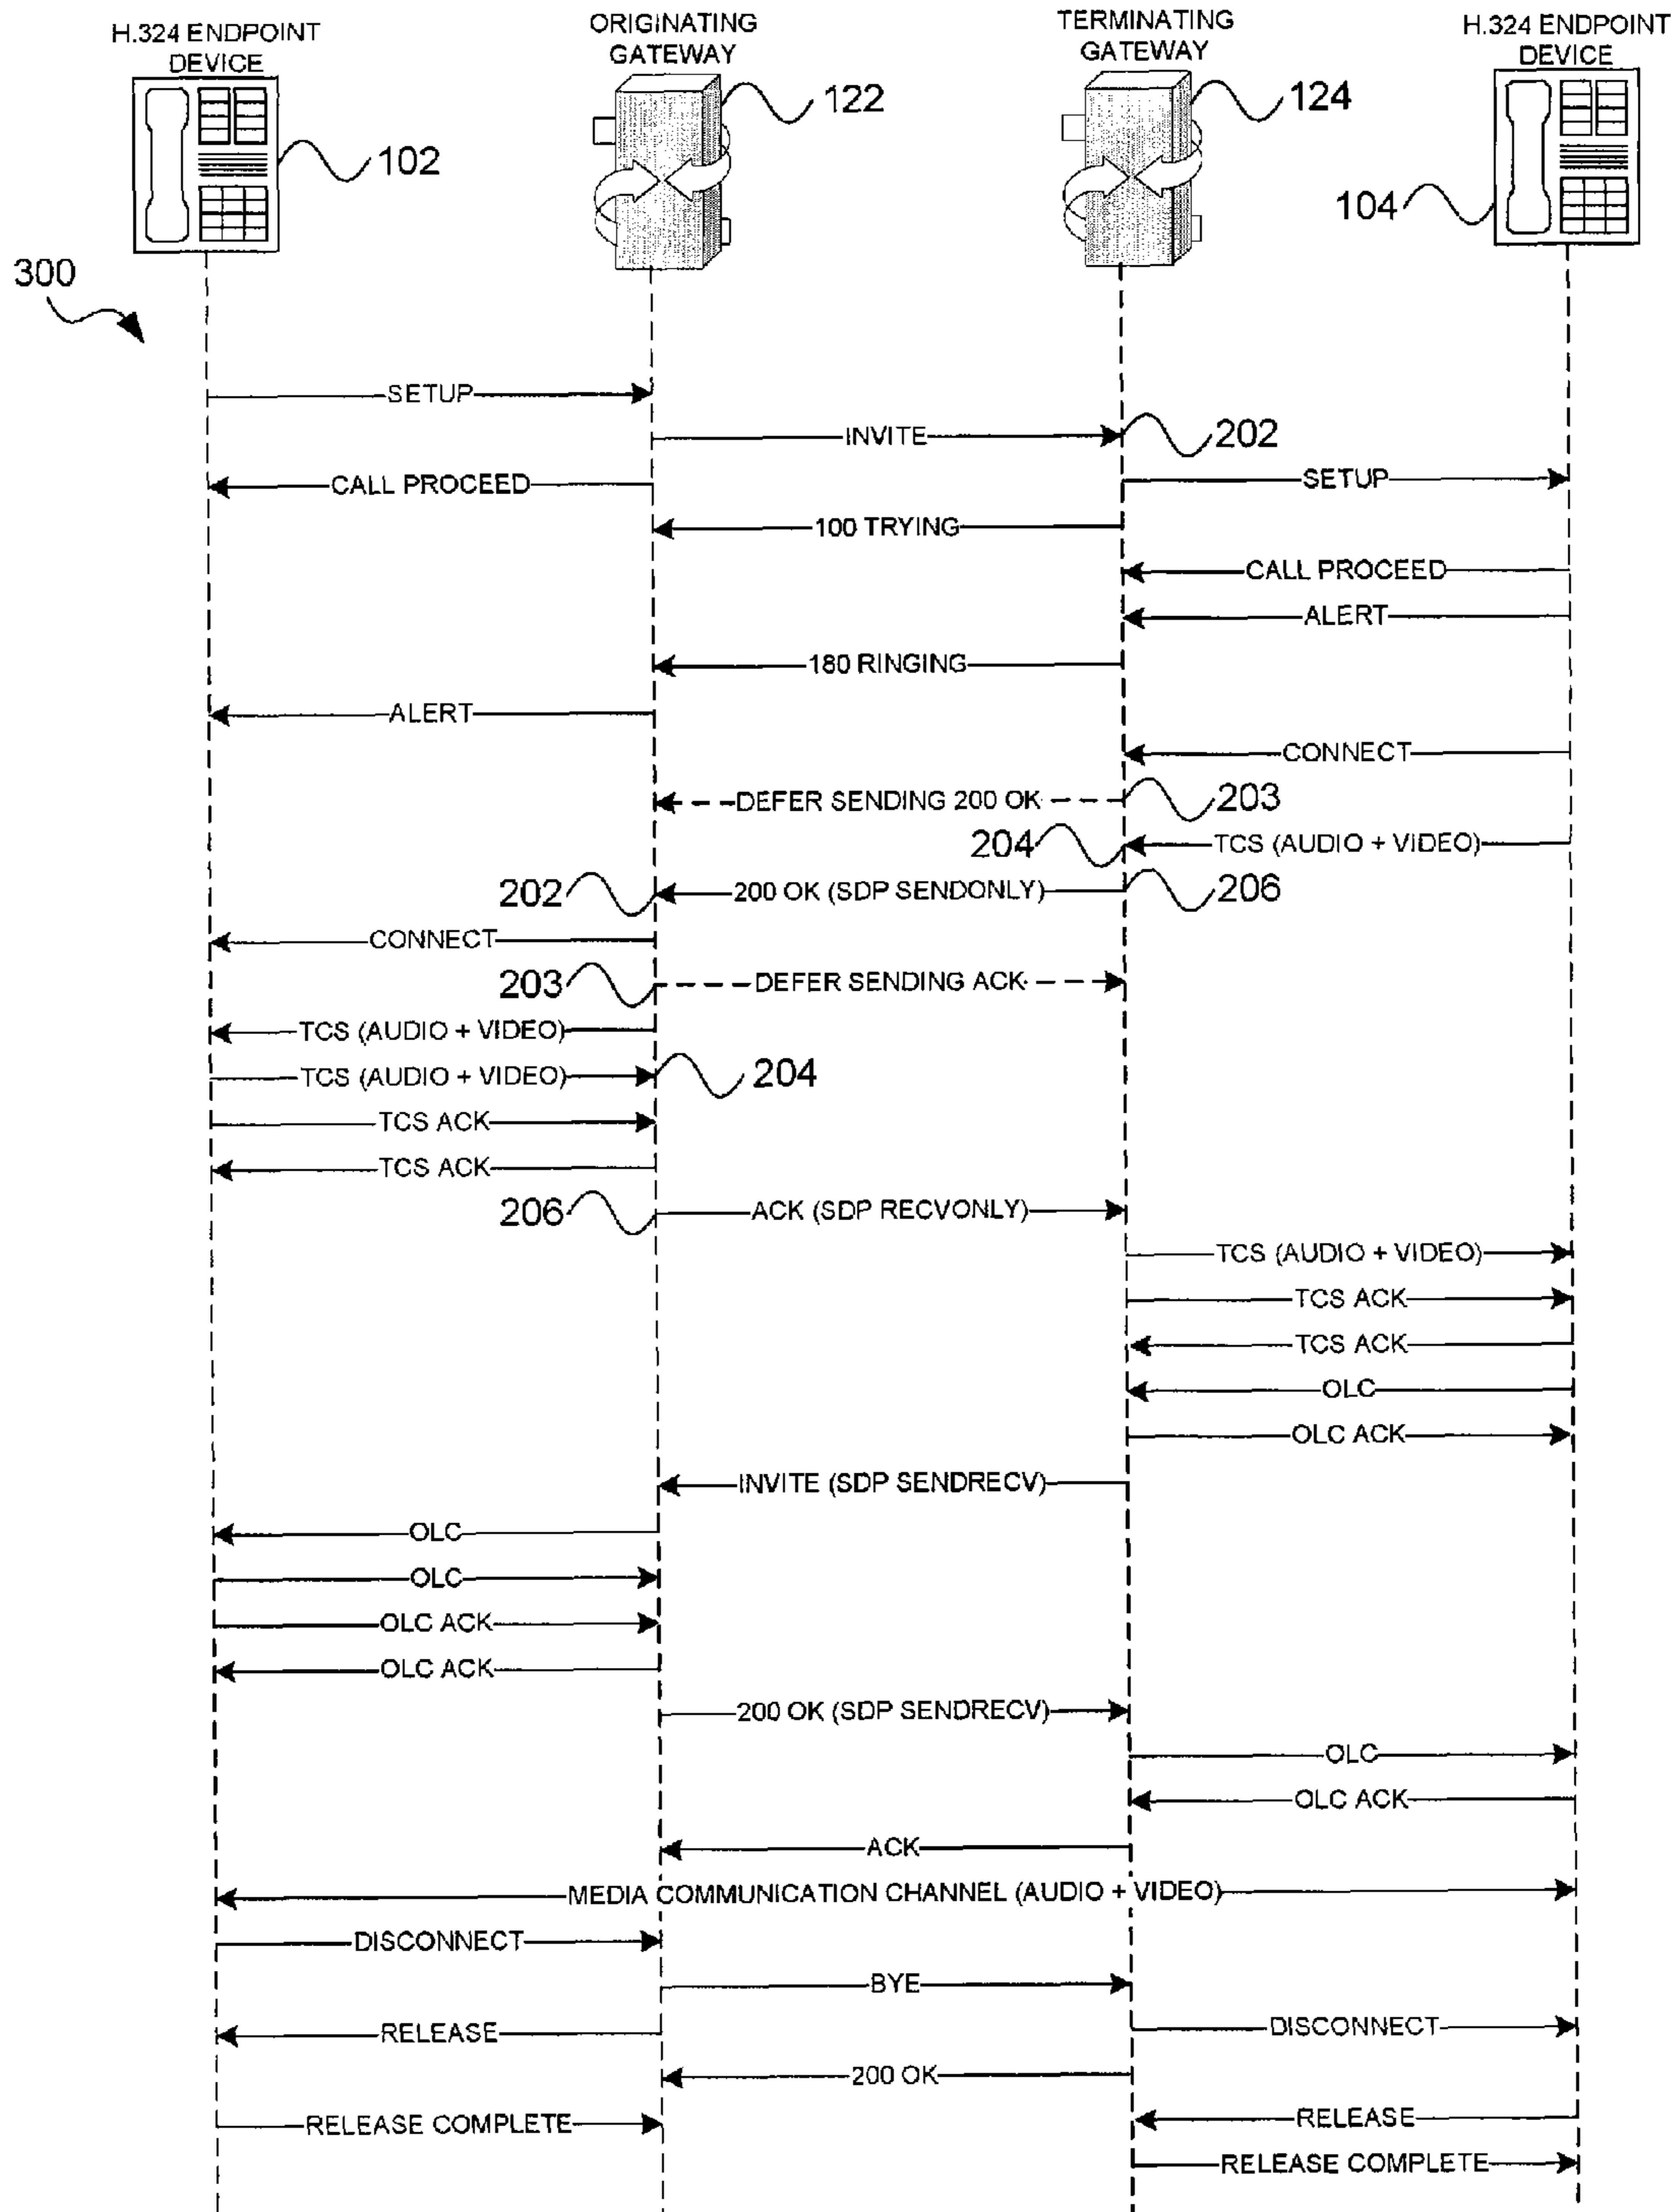 H.324 ENDPOINT
DEVICE
ORIGINATING
GATEWAY
TERMINATING
GATEWAY
H.324 ENDPOINT
DEVICE
122
124
102
104
300
SETUP
INVITE
202
CALL PROCEED
SETUP
100 TRYING
CALL PROCEED
ALERT
180 RINGING
ALERT
CONNECT
DEFER SENDING 200 OK
203
204
TCS (AUDIO + VIDEO)
202
200 OK (SDP SENDONLY)
206
CONNECT
203
DEFER SENDING ACK
TCS (AUDIO + VIDEO)
TCS (AUDIO + VIDEO)
204
TCS ACK
TCS ACK
206
ACK (SDP RECVONLY)
TCS (AUDIO + VIDEO)
TCS ACK
TCS ACK
OLC
OLC ACK
INVITE (SDP SENDRECV)
OLC
OLC
OLC ACK
OLC ACK
200 OK (SDP SENDRECV)
OLC
OLC ACK
ACK
MEDIA COMMUNICATION CHANNEL (AUDIO + VIDEO)
DISCONNECT
BYE
RELEASE
DISCONNECT
200 OK
RELEASE COMPLETE
RELEASE
RELEASE COMPLETE